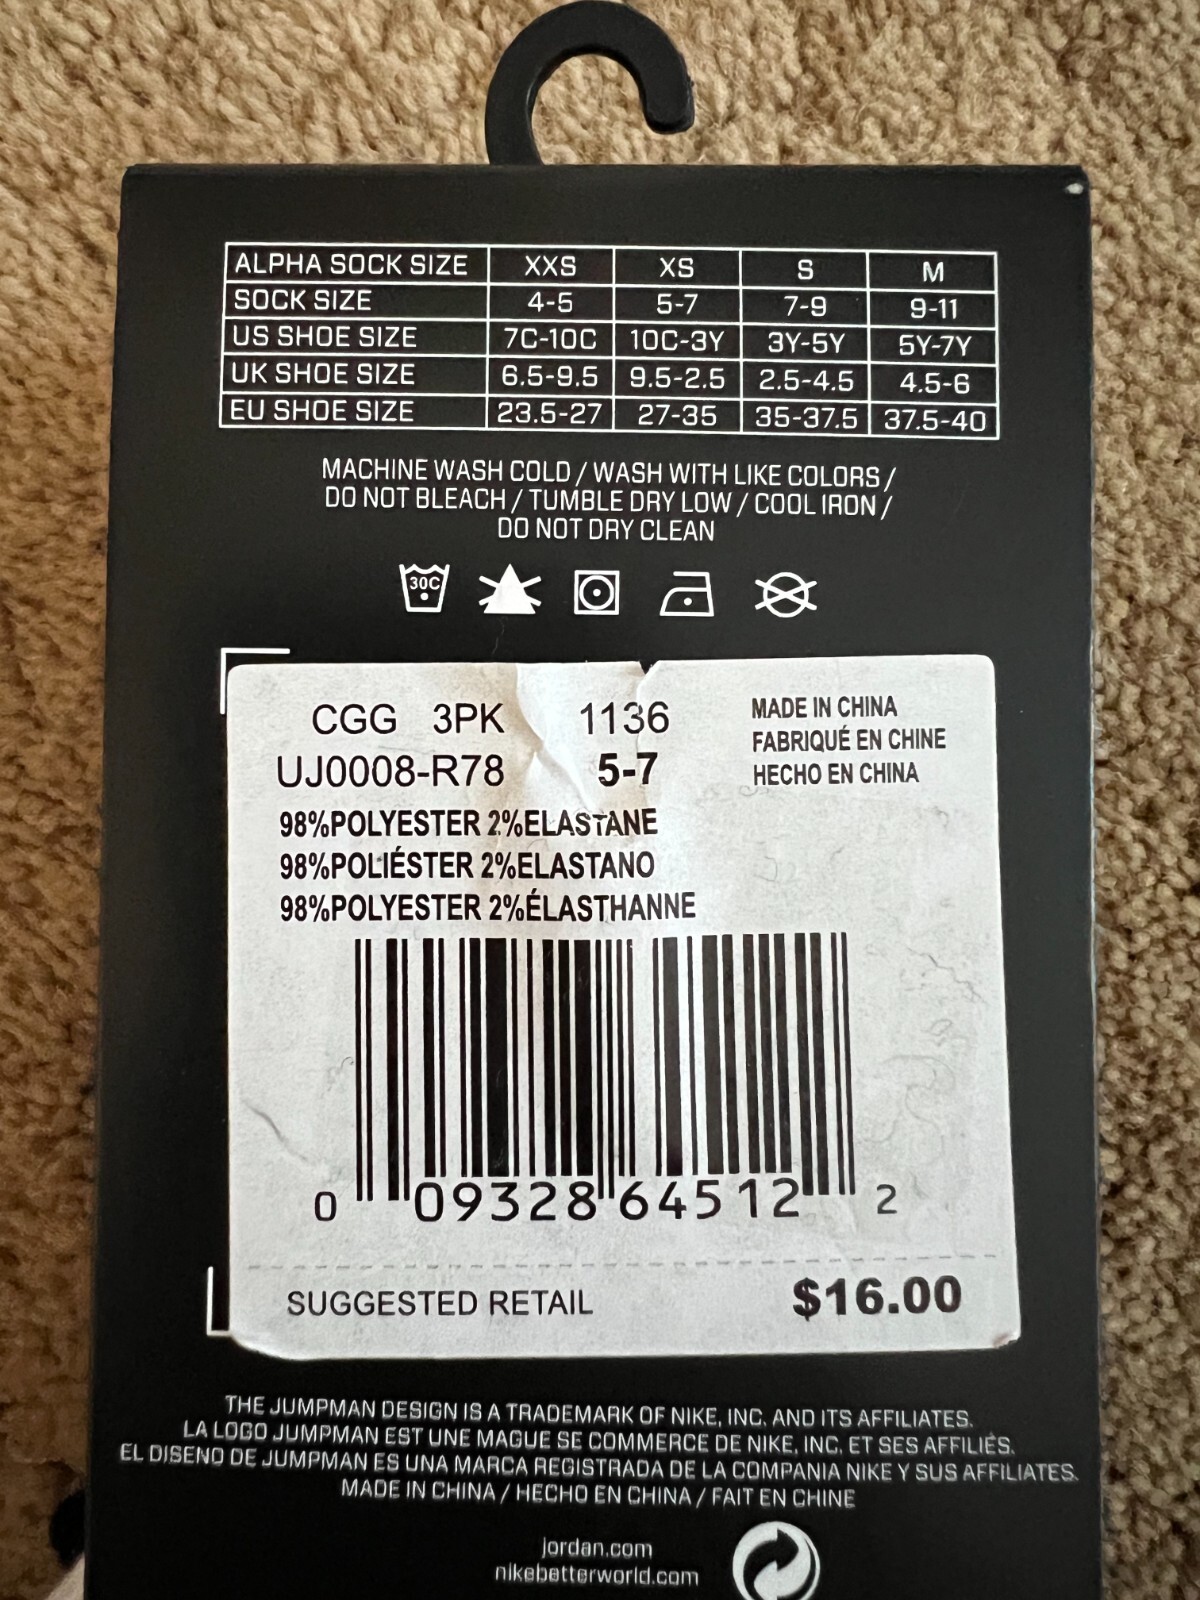 ALPHA SOCK SIZE XXS XS S M
SOCK SIZE 4-5 5-7 7-9 9-11
US SHOE SIZE 7C-10C 10C-3Y 3Y-5Y 5Y-7Y
UK SHOE SIZE 6.5-9.5 9.5-2.5 2.5-4.5 4.5-6
EU SHOE SIZE 23.5-27 27-35 35-37.5 37.5-40
MACHINE WASH COLD / WASH WITH LIKE COLORS /
DO NOT BLEACH / TUMBLE DRY LOW / COOL IRON /
DO NOT DRY CLEAN
30C
CGG 3PK 1136
UJ0008-R78 5-7
MADE IN CHINA
FABRIQUÉ EN CHINE
HECHO EN CHINA
98%POLYESTER 2%ELASTANE
98%POLIÉSTER 2%ELASTANO
98%POLYESTER 2%ÉLASTHANNE
0 09328 64512 2
SUGGESTED RETAIL $16.00
THE JUMPMAN DESIGN IS A TRADEMARK OF NIKE, INC. AND ITS AFFILIATES.
LA LOGO JUMPMAN EST UNE MAGUE SE COMMERCE DE NIKE, INC, ET SES AFFILIÉS.
EL DISENO DE JUMPMAN ES UNA MARCA REGISTRADA DE LA COMPANIA NIKE Y SUS AFFILIATES.
MADE IN CHINA / HECHO EN CHINA / FAIT EN CHINE
jordan.com
nikebetterworld.com